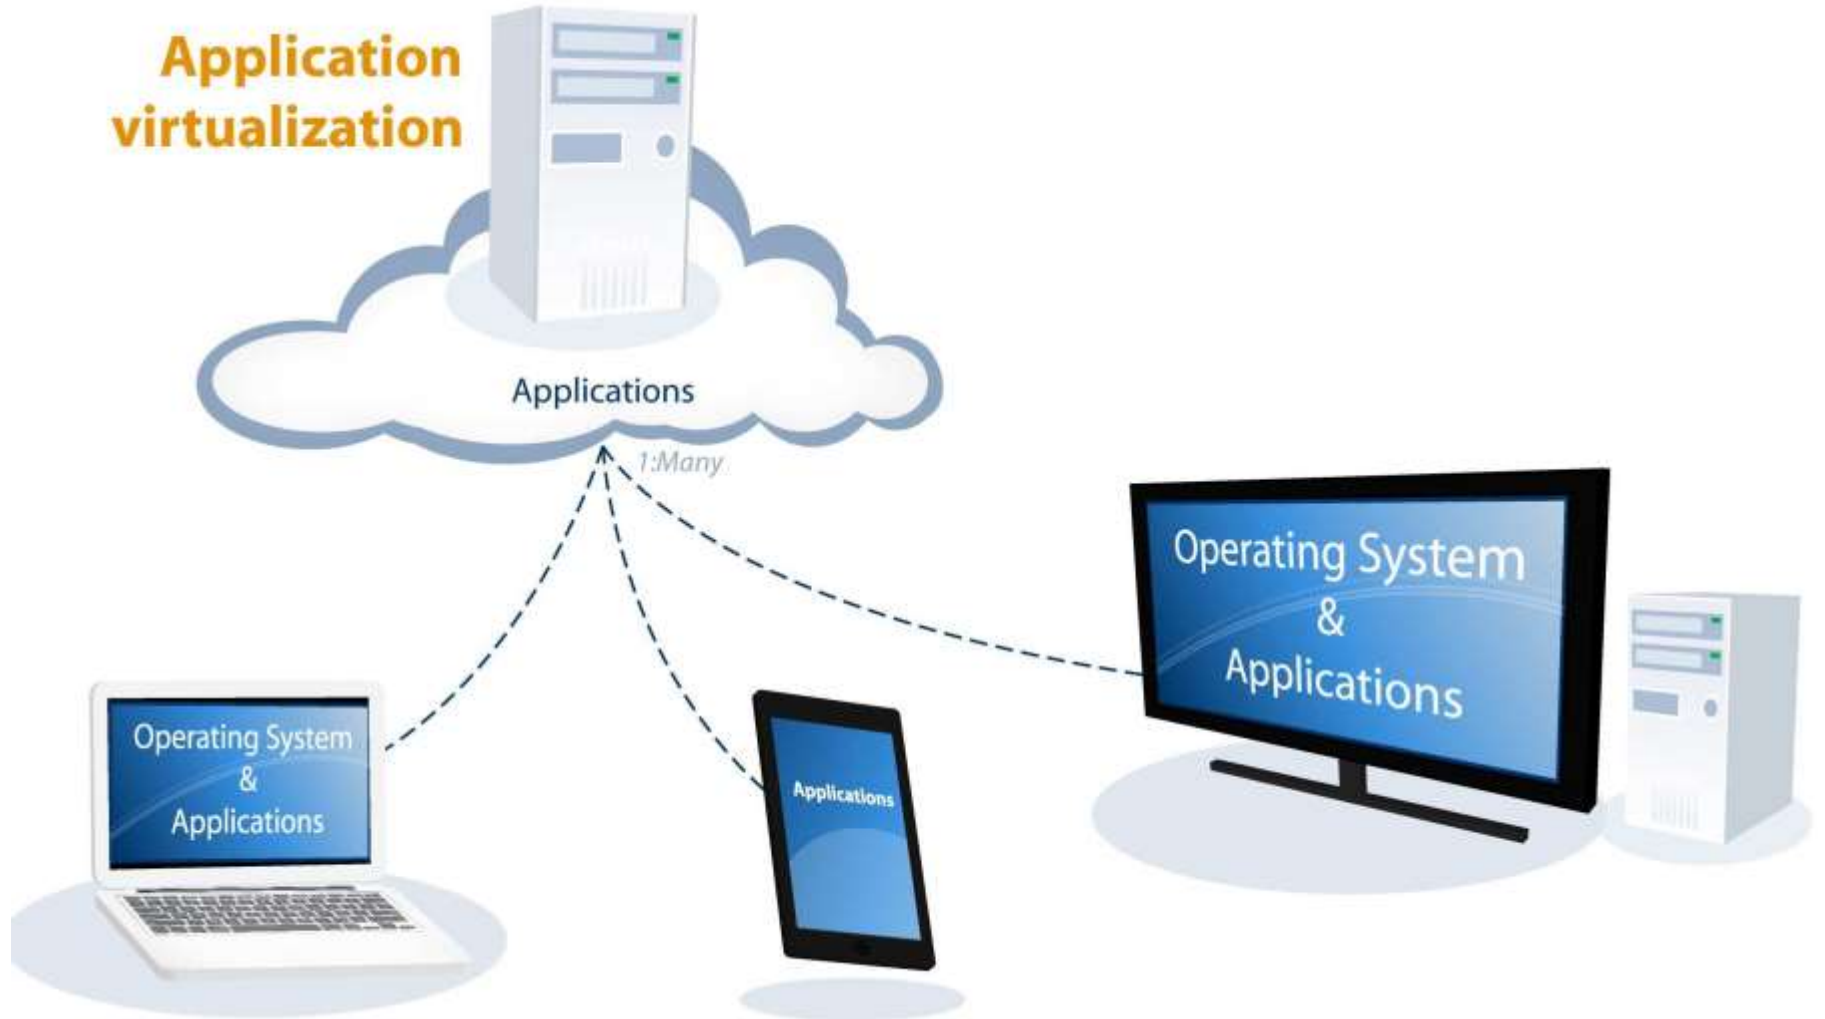 Application
virtualization
Applications
1:Many
Operating System
&
Applications
Applications
Operating System
&
Applications